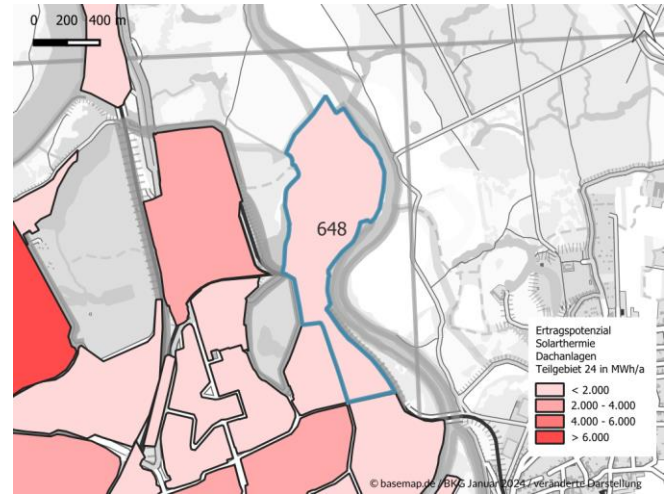 0 200 400 m
648
Ertragspotenzial
Solarthermie
Dachanlagen
Teilgebiet 24 in MWh/a
< 2.000
2.000 - 4.000
4.000 - 6.000
> 6.000
© basemap.de / BKG Januar 2024 / veränderte Darstellung